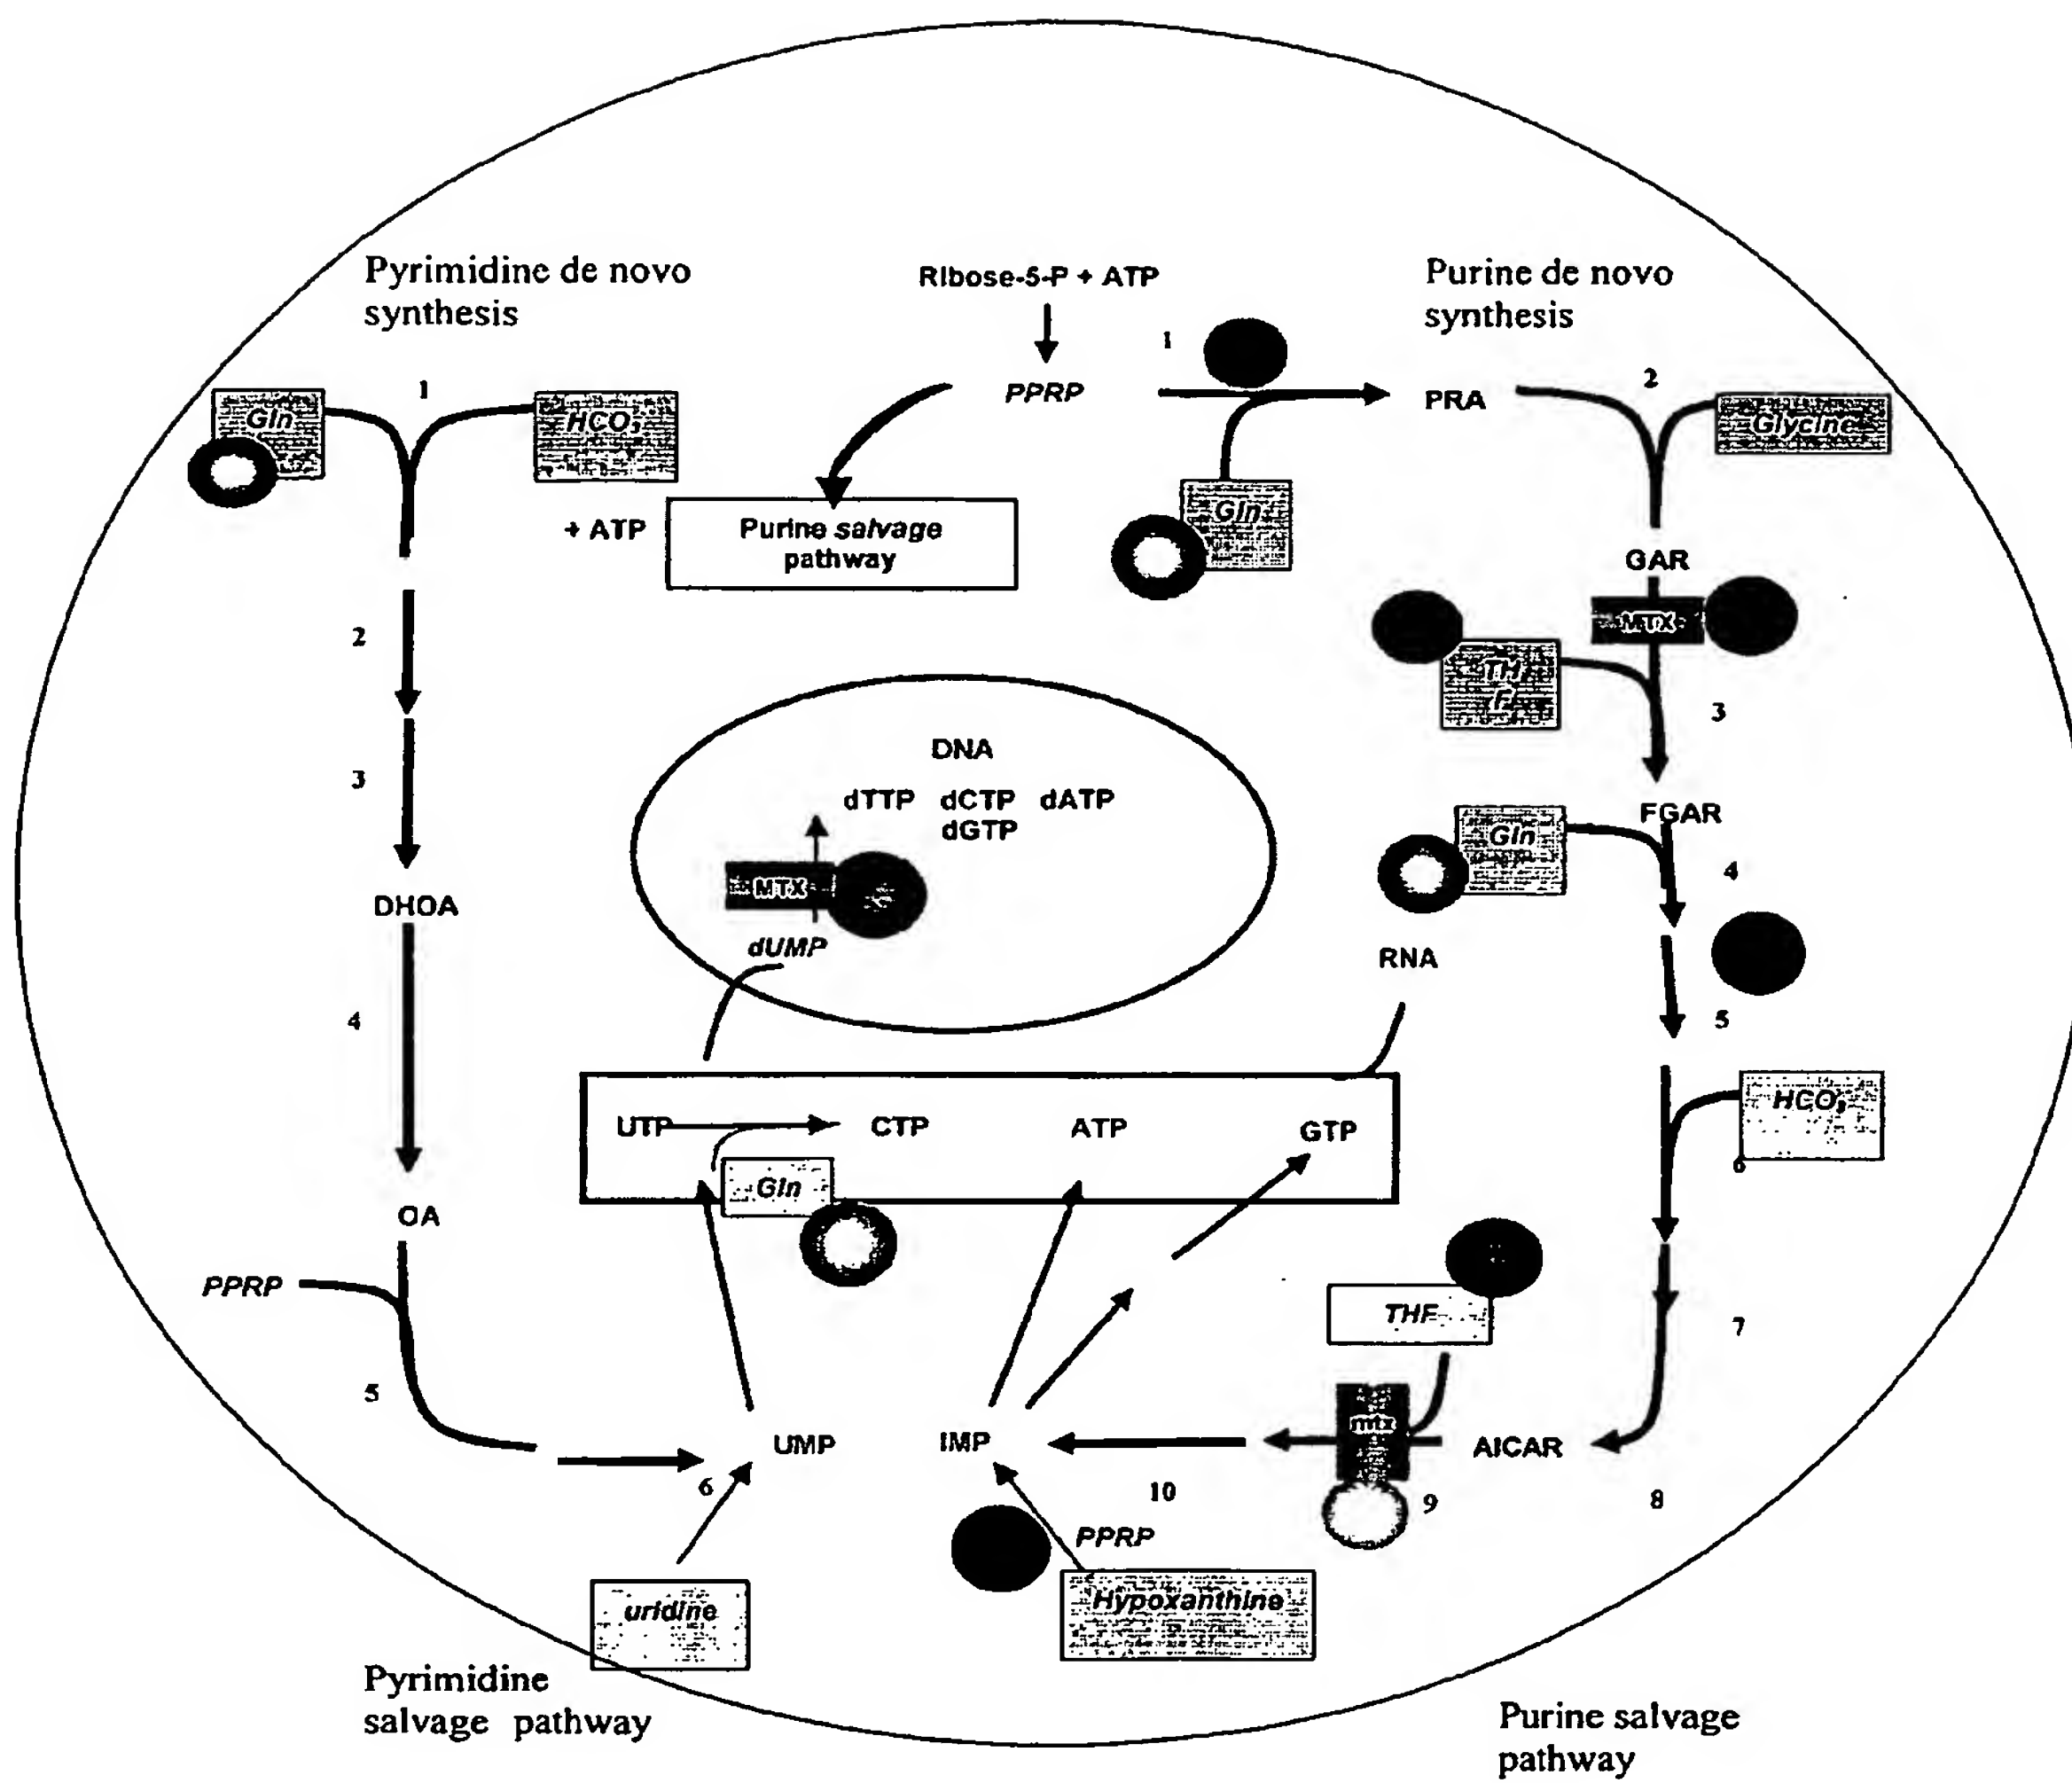 Pyrimidine de novo
synthesis
Ribose-5-P + ATP
Purine de novo
synthesis
1
PPRP
PRA
2
1
Gln
HCO3
Glycine
+ ATP
Purine salvage
pathway
Gln
GAR
MTX
2
TH
F
3
3
DNA
dTTP dCTP dATP
dGTP
FGAR
Gln
4
MTX
DHOA
dUMP
RNA
4
5
UTP
CTP
ATP
GTP
HCO3
6
Gln
OA
PPRP
THF
7
5
mtx
UMP
IMP
AICAR
6
10
9
8
PPRP
uridine
Hypoxanthine
Pyrimidine
salvage pathway
Purine salvage
pathway